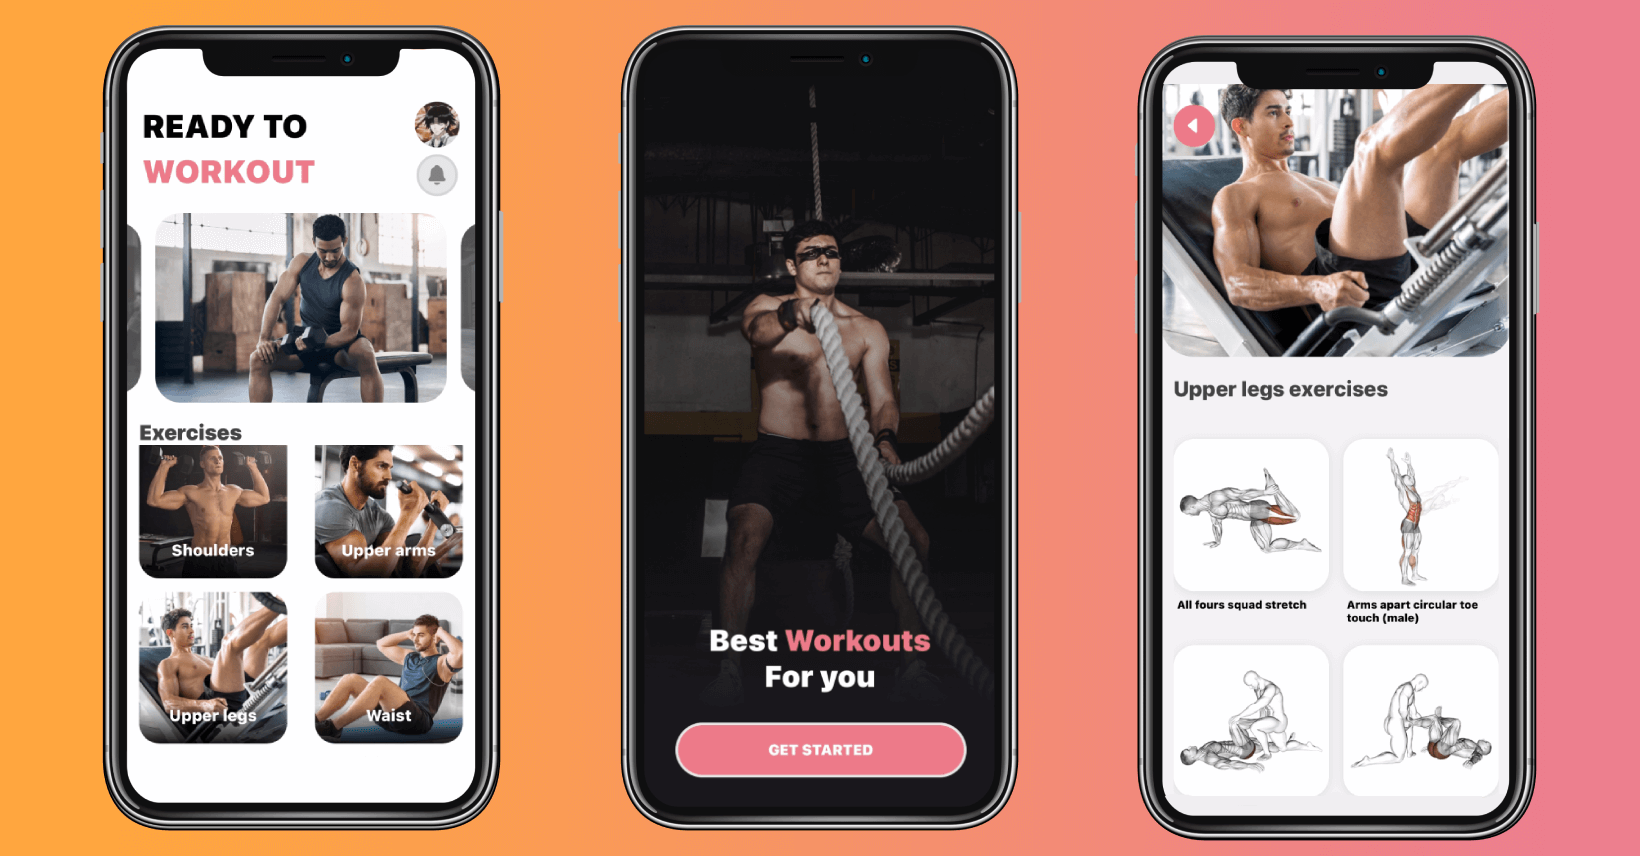 READY TO
WORKOUT
Exercises
Shoulders
Upper arms
Upper legs
Waist
Best Workouts
For you
GET STARTED
Upper legs exercises
All fours squad stretch
Arms apart circular toe
touch (male)